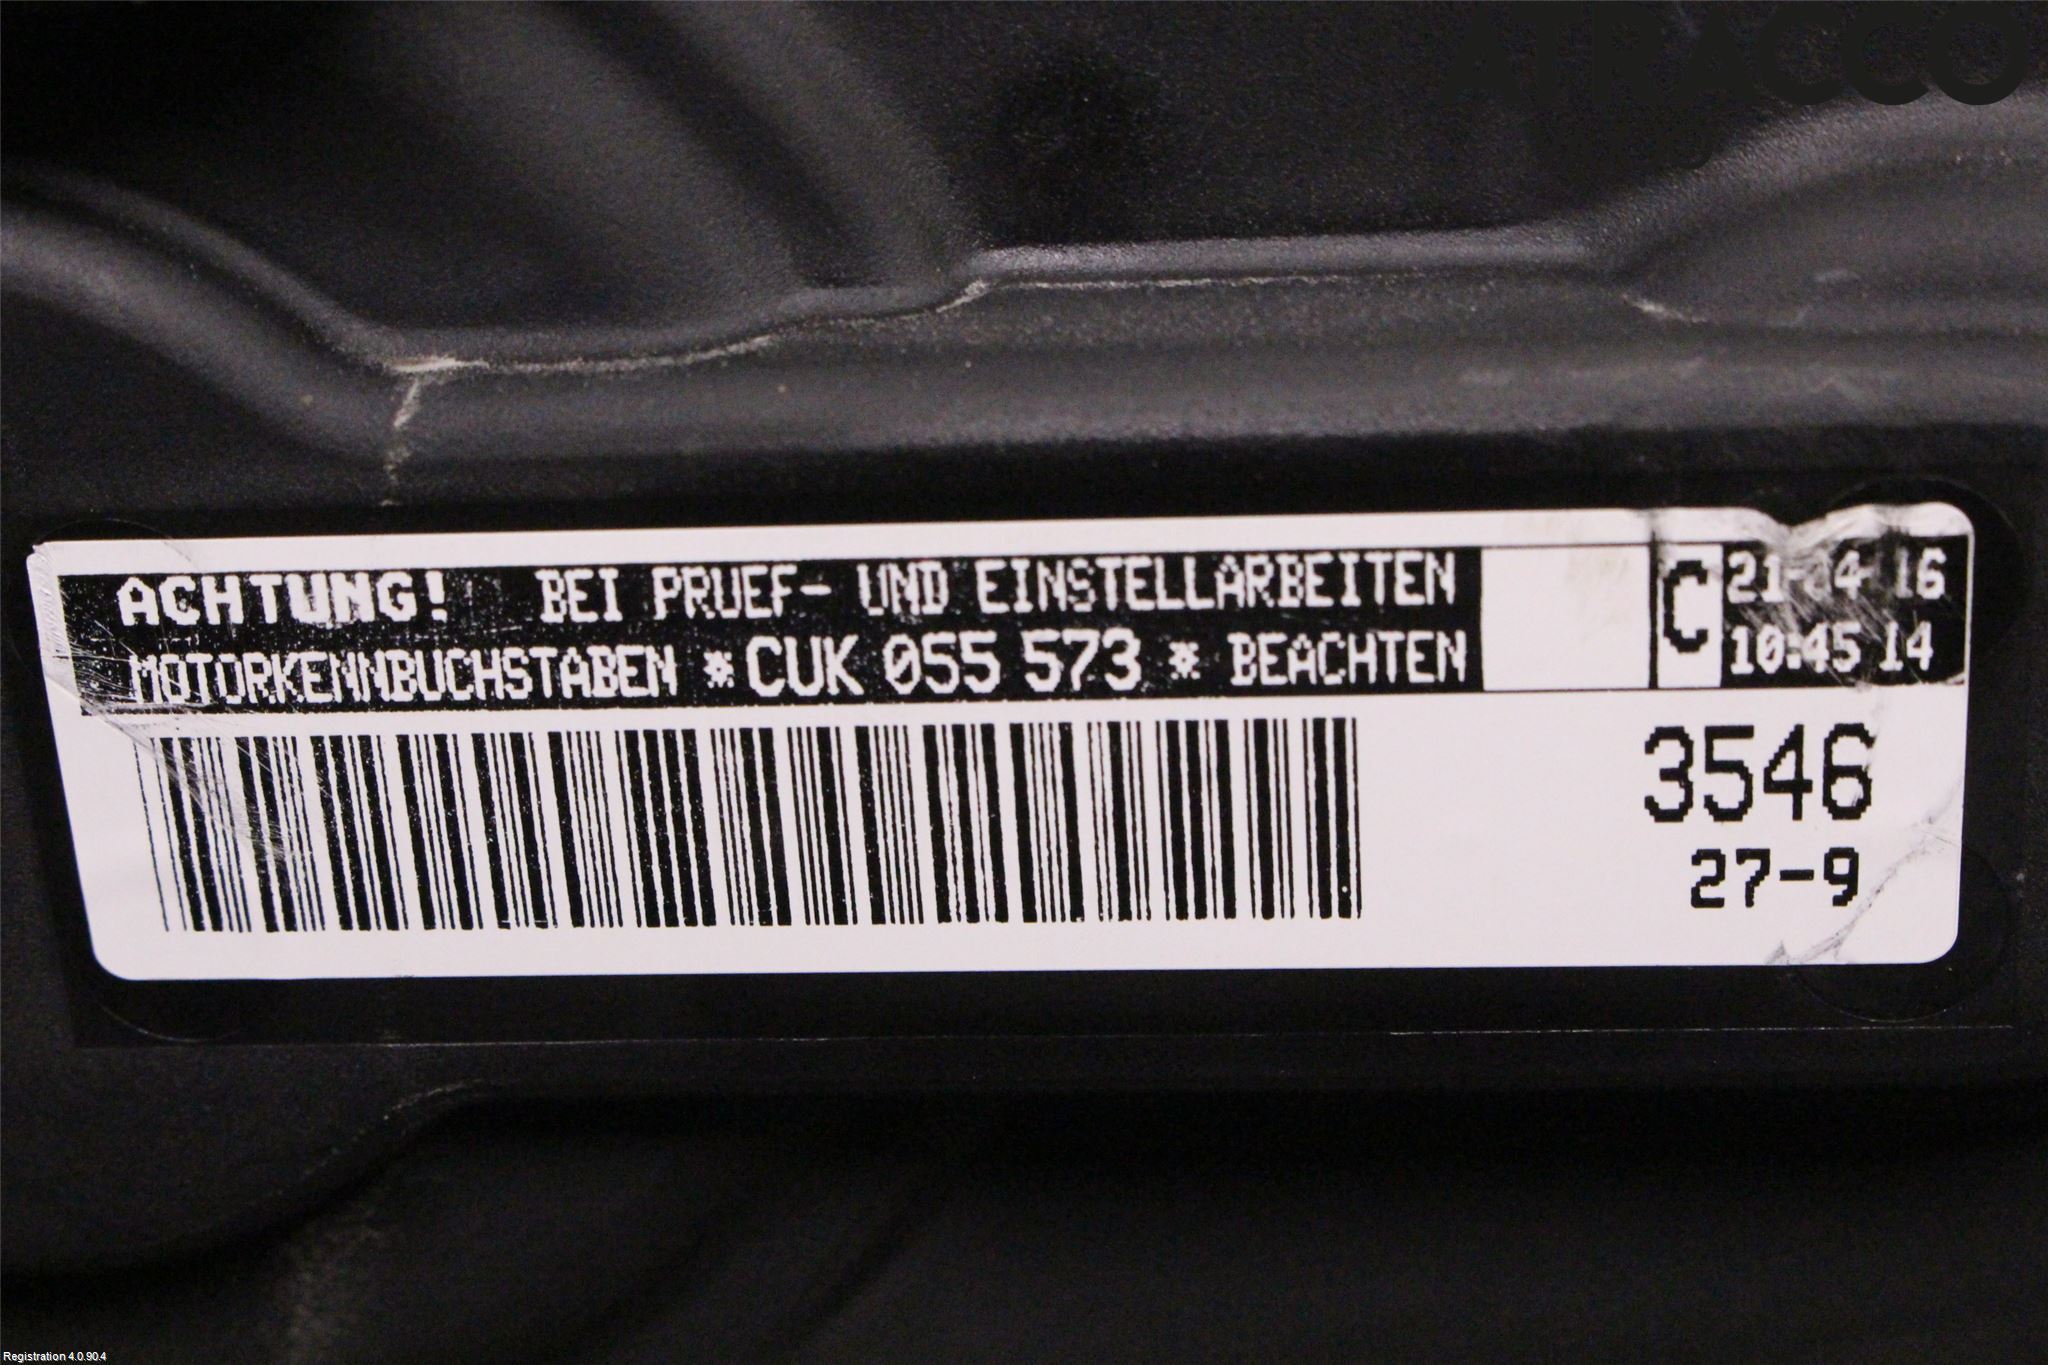 ATRACCO
ACHTUNG! BEI PRUEF- UND EINSTELLARBEITEN
MOTORKENNBUCHSTABEN * CUK 055 573 * BEACHTEN
C
10:45 14
3546
27-9
Registration 4.0.90.4